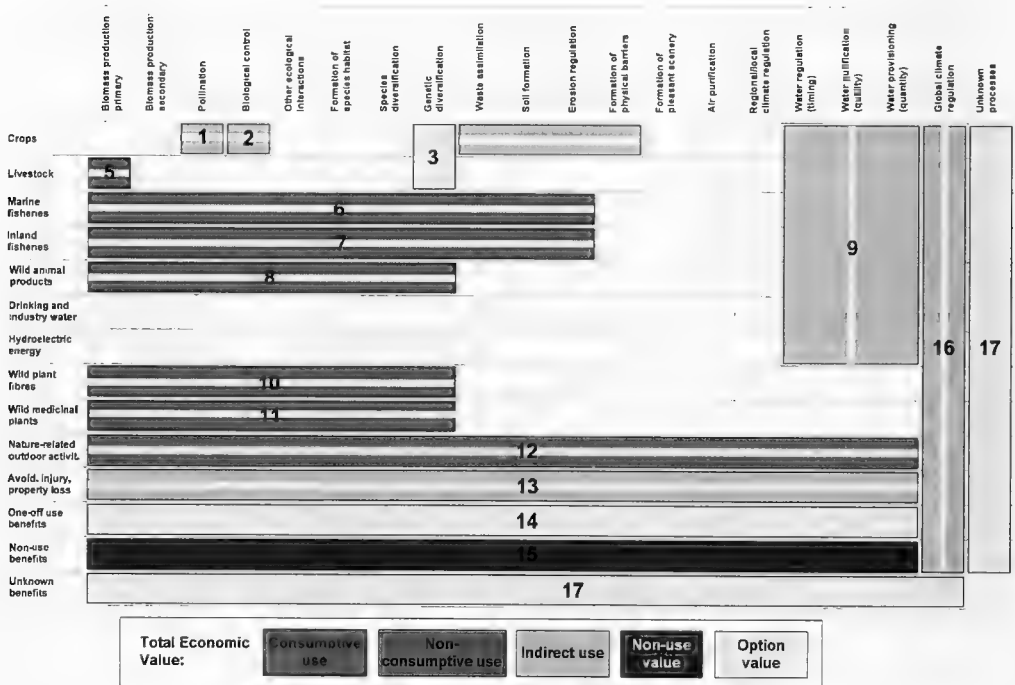 Biomass production
primary
Biomass production
secondary
Pollination
Biological control
Other ecological
interactions
Formation of
species habitat
Species
diversification
Genetic
diversification
Waste assimilation
Soil formation
Erosion regulation
Formation of
physical barriers
Formation of
pleasant scenery
Air purification
Regional/local
climate regulation
Water regulation
(timing)
Water purification
(quality)
Water provisioning
(quantity)
Global climate
regulation
Unknown
processes
Crops
1
2
3
Livestock
5
Marine
fisheries
6
Inland
fisheries
7
9
Wild animal
products
8
Drinking and
industry water
Hydroelectric
energy
16
17
Wild plant
fibres
10
Wild medicinal
plants
11
Nature-related
outdoor activit.
12
Avoid. injury,
property loss
13
One-off use
benefits
14
Non-use
benefits
15
Unknown
benefits
17
Total Economic
Value:
Consumptive
use
Non-
consumptive use
Indirect use
Non-use
value
Option
value